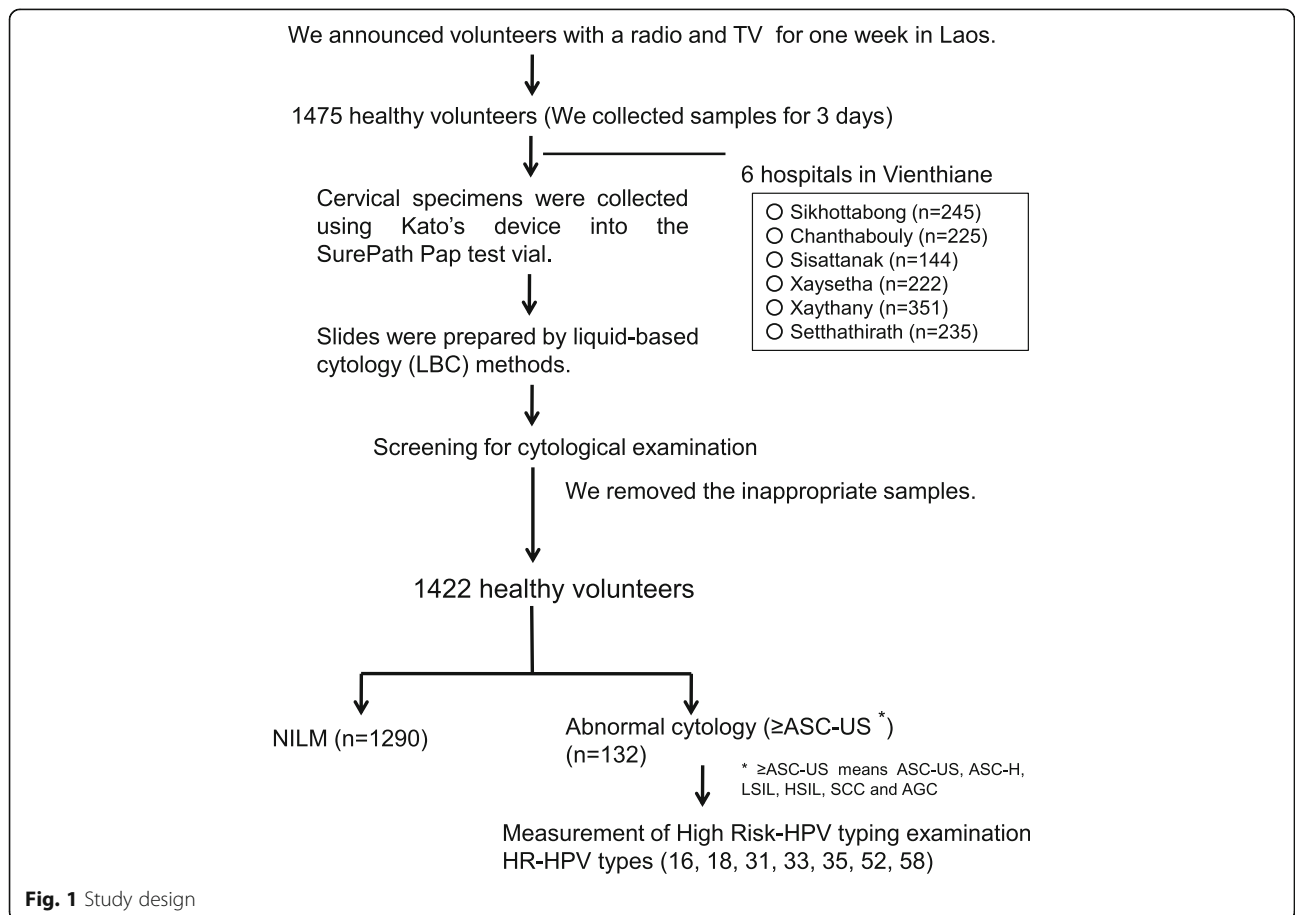 We announced volunteers with a radio and TV for one week in Laos.
1475 healthy volunteers (We collected samples for 3 days)
6 hospitals in Vienthiane
○ Sikhottabong (n=245)
○ Chanthabouly (n=225)
○ Sisattanak (n=144)
○ Xaysetha (n=222)
○ Xaythany (n=351)
○ Setthathirath (n=235)
Cervical specimens were collected
using Kato's device into the
SurePath Pap test vial.
Slides were prepared by liquid-based
cytology (LBC) methods.
Screening for cytological examination
We removed the inappropriate samples.
1422 healthy volunteers
NILM (n=1290)
Abnormal cytology (≥ASC-US *)
(n=132)
* ≥ASC-US means ASC-US, ASC-H,
LSIL, HSIL, SCC and AGC
Measurement of High Risk-HPV typing examination
HR-HPV types (16, 18, 31, 33, 35, 52, 58)
Fig. 1 Study design